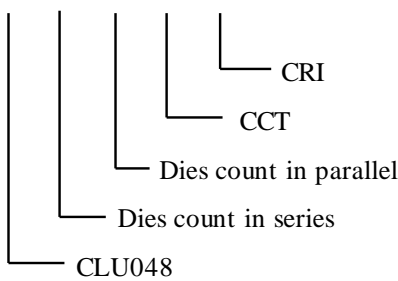 CRI
CCT
Dies count in parallel
Dies count in series
CLU048